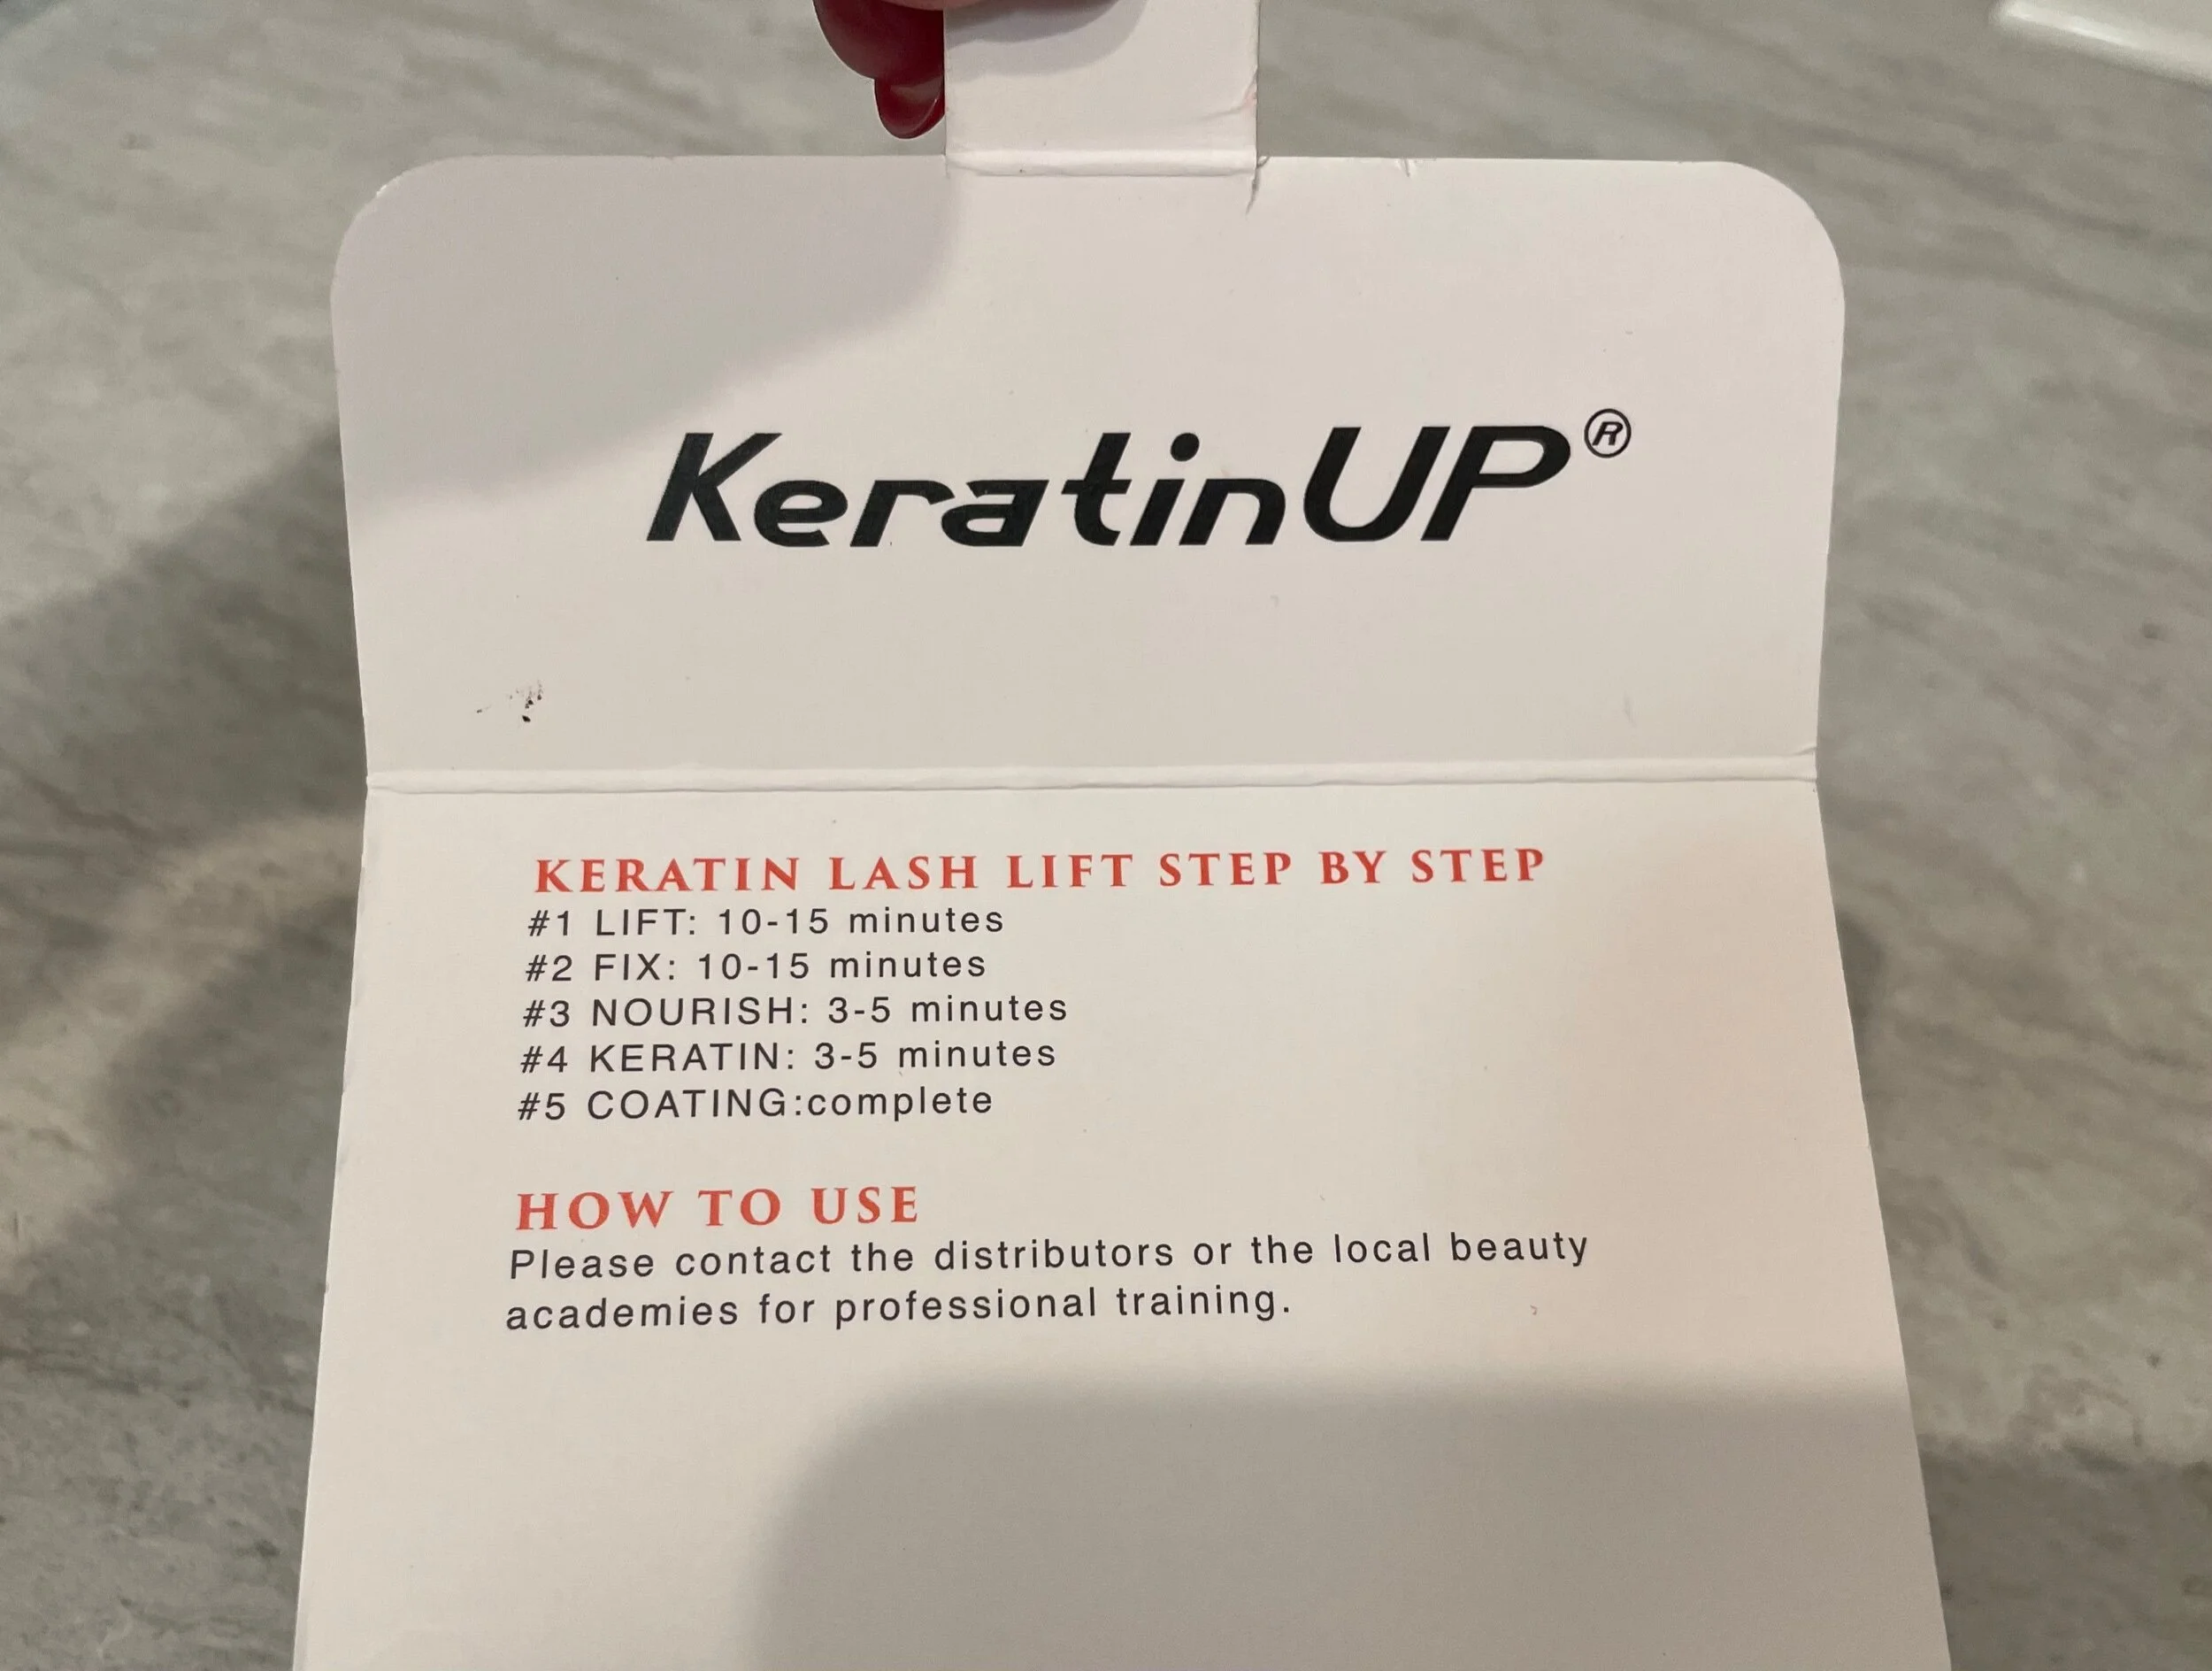 KeratinUP®
KERATIN LASH LIFT STEP BY STEP
#1 LIFT: 10-15 minutes
#2 FIX: 10-15 minutes
#3 NOURISH: 3-5 minutes
#4 KERATIN: 3-5 minutes
#5 COATING:complete
HOW TO USE
Please contact the distributors or the local beauty
academies for professional training.